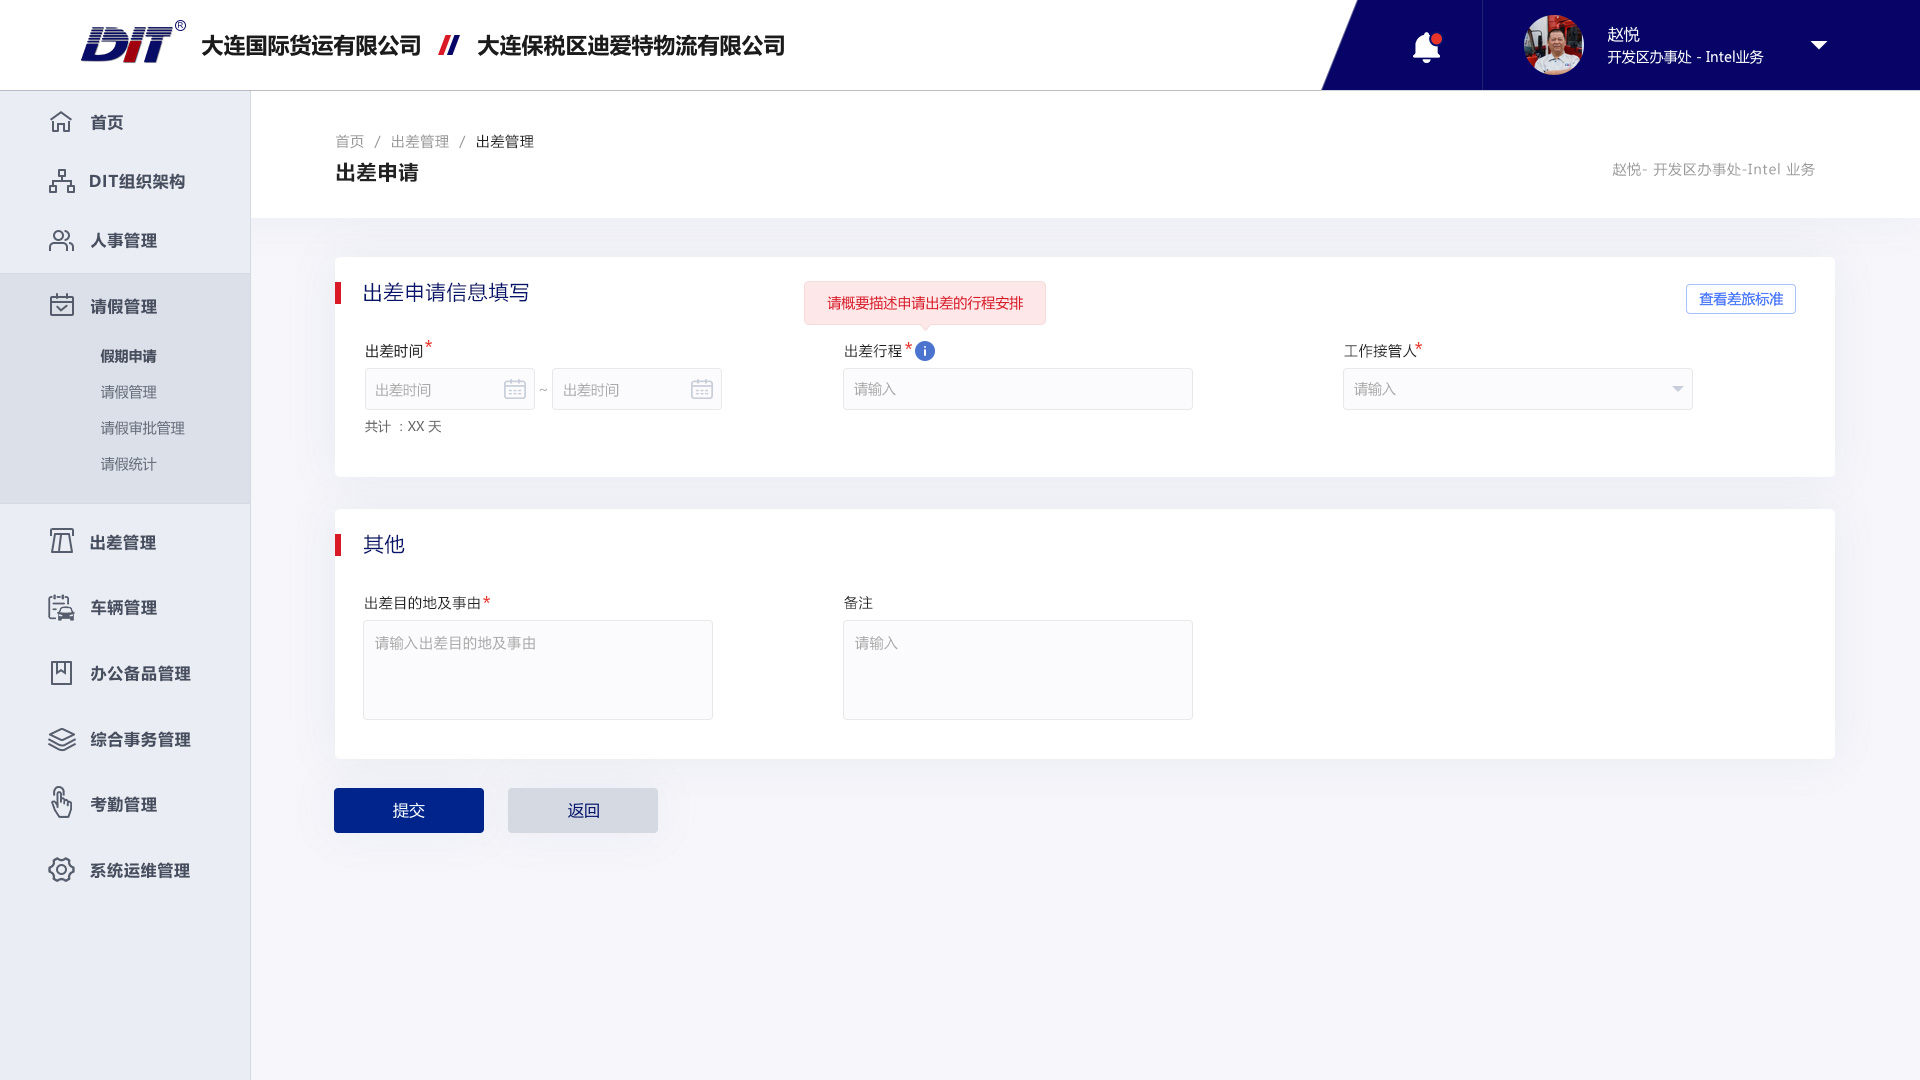 DIT®
大连国际货运有限公司 // 大连保税区迪爱特物流有限公司
赵悦
开发区办事处 - Intel业务
首页
DIT组织架构
人事管理
请假管理
假期申请
请假管理
请假审批管理
请假统计
出差管理
车辆管理
办公备品管理
综合事务管理
考勤管理
系统运维管理
首页 / 出差管理 / 出差管理
出差申请
赵悦- 开发区办事处-Intel 业务
出差申请信息填写
请概要描述申请出差的行程安排
查看差旅标准
出差时间*
出差行程*
工作接管人*
出差时间 ~ 出差时间
请输入
请输入
共计 : XX 天
其他
出差目的地及事由*
备注
请输入出差目的地及事由
请输入
提交
返回